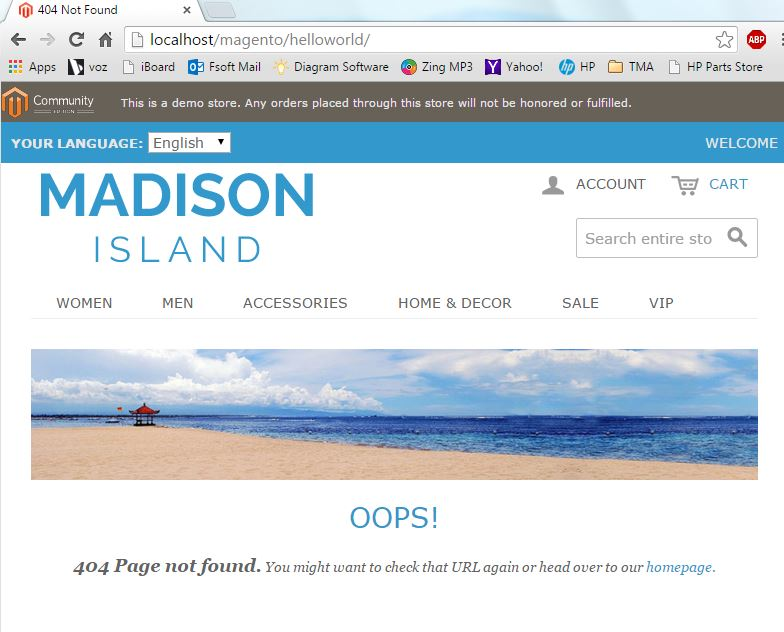 404 Not Found
localhost/magento/helloworld/
ABP
Apps voz iBoard Fsoft Mail Diagram Software Zing MP3 Yahoo! HP TMA HP Parts Store
Community
EDITION
This is a demo store. Any orders placed through this store will not be honored or fulfilled.
YOUR LANGUAGE: English WELCOME
MADISON
ISLAND
ACCOUNT CART
Search entire sto
WOMEN MEN ACCESSORIES HOME & DECOR SALE VIP
OOPS!
404 Page not found. You might want to check that URL again or head over to our homepage.